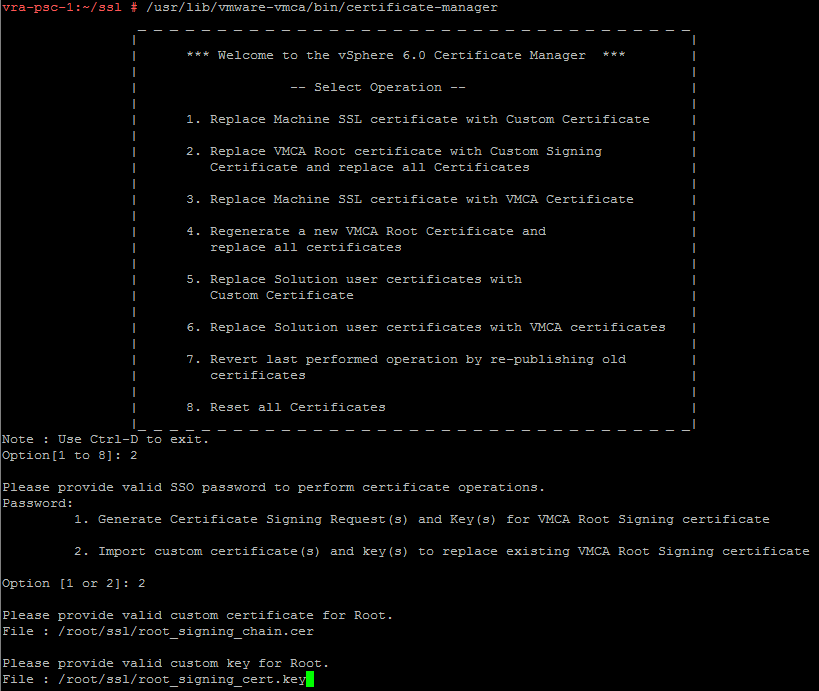 vra-psc-1:~/ssl # /usr/lib/vmware-vmca/bin/certificate-manager
*** Welcome to the vSphere 6.0 Certificate Manager ***
-- Select Operation --
1. Replace Machine SSL certificate with Custom Certificate
2. Replace VMCA Root certificate with Custom Signing
Certificate and replace all Certificates
3. Replace Machine SSL certificate with VMCA Certificate
4. Regenerate a new VMCA Root Certificate and
replace all certificates
5. Replace Solution user certificates with
Custom Certificate
6. Replace Solution user certificates with VMCA certificates
7. Revert last performed operation by re-publishing old
certificates
8. Reset all Certificates
Note : Use Ctrl-D to exit.
Option[1 to 8]: 2
Please provide valid SSO password to perform certificate operations.
Password:
1. Generate Certificate Signing Request(s) and Key(s) for VMCA Root Signing certificate
2. Import custom certificate(s) and key(s) to replace existing VMCA Root Signing certificate
Option [1 or 2]: 2
Please provide valid custom certificate for Root.
File : /root/ssl/root_signing_chain.cer
Please provide valid custom key for Root.
File : /root/ssl/root_signing_cert.key